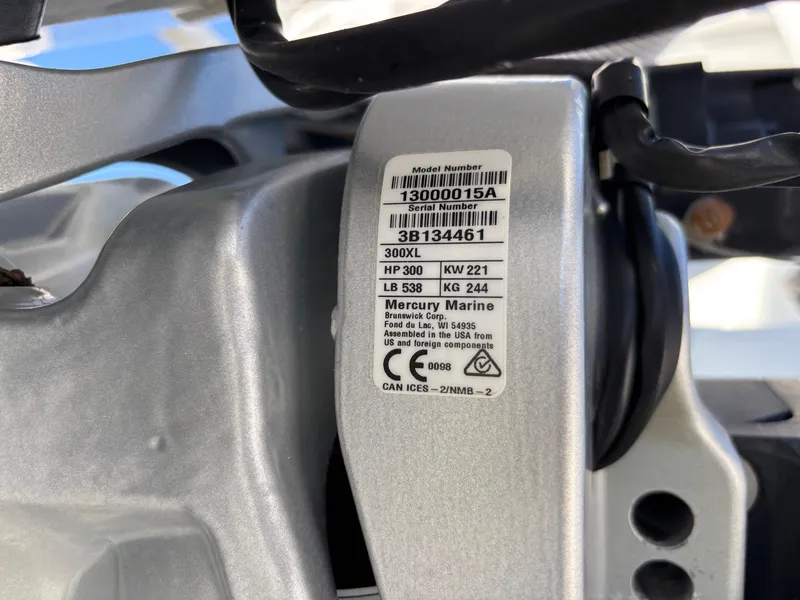 Model Number
13000015A
Serial Number
3B134461
300XL
HP 300 KW 221
LB 538 KG 244
Mercury Marine
Brunswick Corp.
Fond du Lac, WI 54935
Assembled in the USA from
US and foreign components
CE 0098
CAN ICES-2/NMB-2